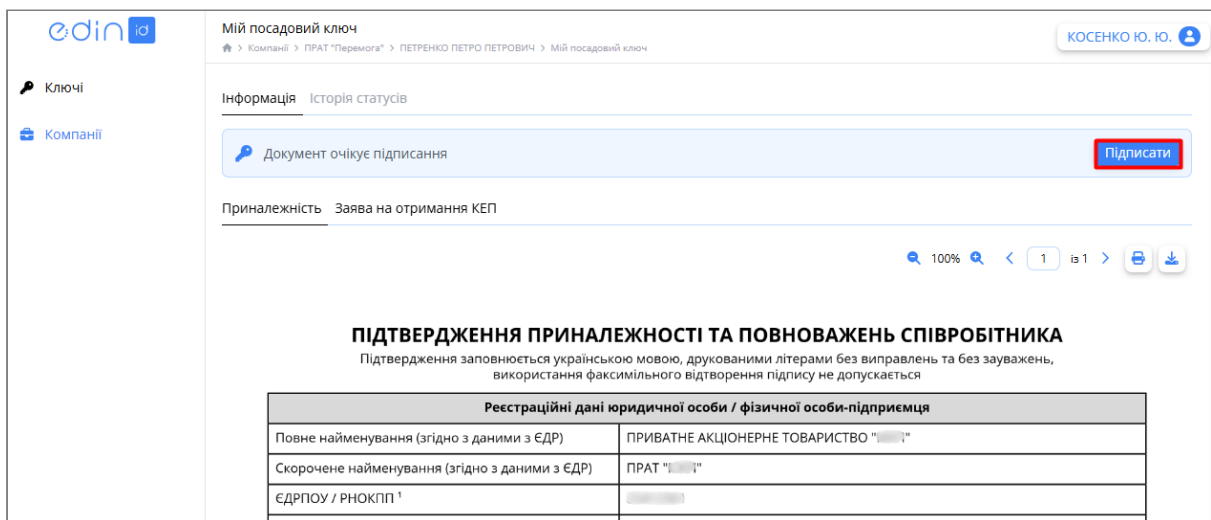 edin id
Мій посадовий ключ
Компанії > ПРАТ "Перемога" > ПЕТРЕНКО ПЕТРО ПЕТРОВИЧ > Мій посадовий ключ
КОСЕНКО Ю. Ю.
Ключі
Компанії
Інформація Історія статусів
Документ очікує підписання
Підписати
Приналежність Заява на отримання КЕП
100% < 1 із 1 >
ПІДТВЕРДЖЕННЯ ПРИНАЛЕЖНОСТІ ТА ПОВНОВАЖЕНЬ СПІВРОБІТНИКА
Підтвердження заповнюється українською мовою, друкованими літерами без виправлень та без зауважень,
використання факсимільного відтворення підпису не допускається
Реєстраційні дані юридичної особи / фізичної особи-підприємця
Повне найменування (згідно з даними з ЄДР) ПРИВАТНЕ АКЦІОНЕРНЕ ТОВАРИСТВО " "
Скорочене найменування (згідно з даними з ЄДР) ПРАТ " "
ЄДРПОУ / РНОКПП ¹